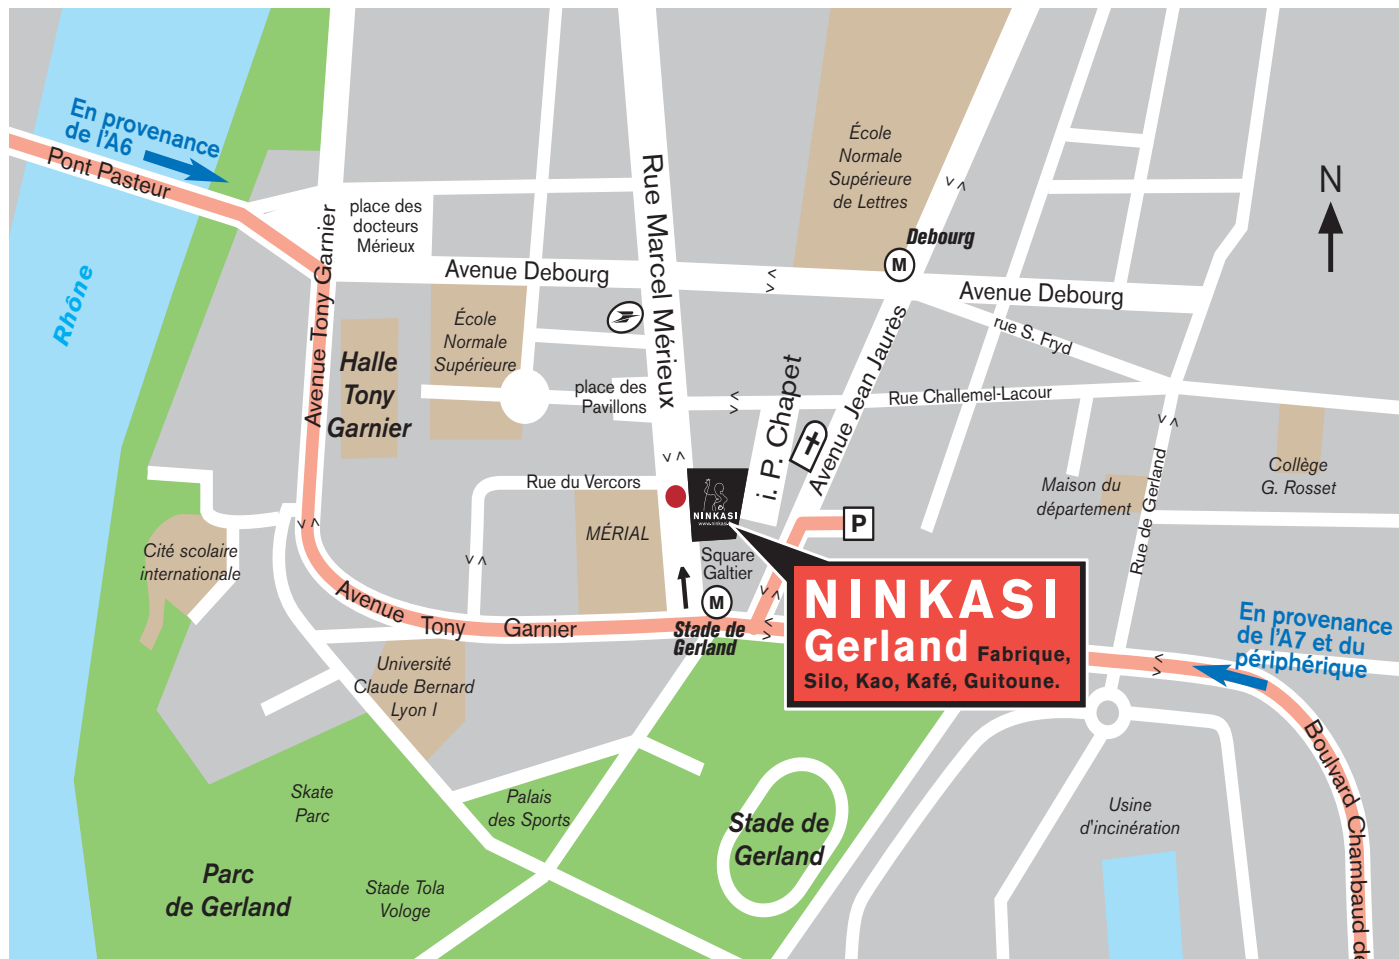 En provenance
de l'A6
Pont Pasteur
Rhône
Avenue Tony Garnier
place des
docteurs
Mérieux
Rue Marcel Mérieux
École
Normale
Supérieure
de Lettres
Debourg
M
N
Avenue Debourg
Avenue Debourg
rue S. Fryd
École
Normale
Supérieure
Halle
Tony
Garnier
place des
Pavillons
i. P. Chapet
Avenue Jean Jaurès
Rue Challemel-Lacour
Rue du Vercors
MÉRIAL
NINKASI
Square
Galtier
P
Maison du
département
Rue de Gerland
Collège
G. Rosset
Cité scolaire
internationale
Avenue Tony Garnier
M
Stade de
Gerland
NINKASI
Gerland Fabrique,
Silo, Kao, Kafé, Guitoune.
En provenance
de l'A7 et du
périphérique
Université
Claude Bernard
Lyon I
Boulvard Chambaud de
Skate
Parc
Palais
des Sports
Stade de
Gerland
Usine
d'incinération
Parc
de Gerland
Stade Tola
Vologe